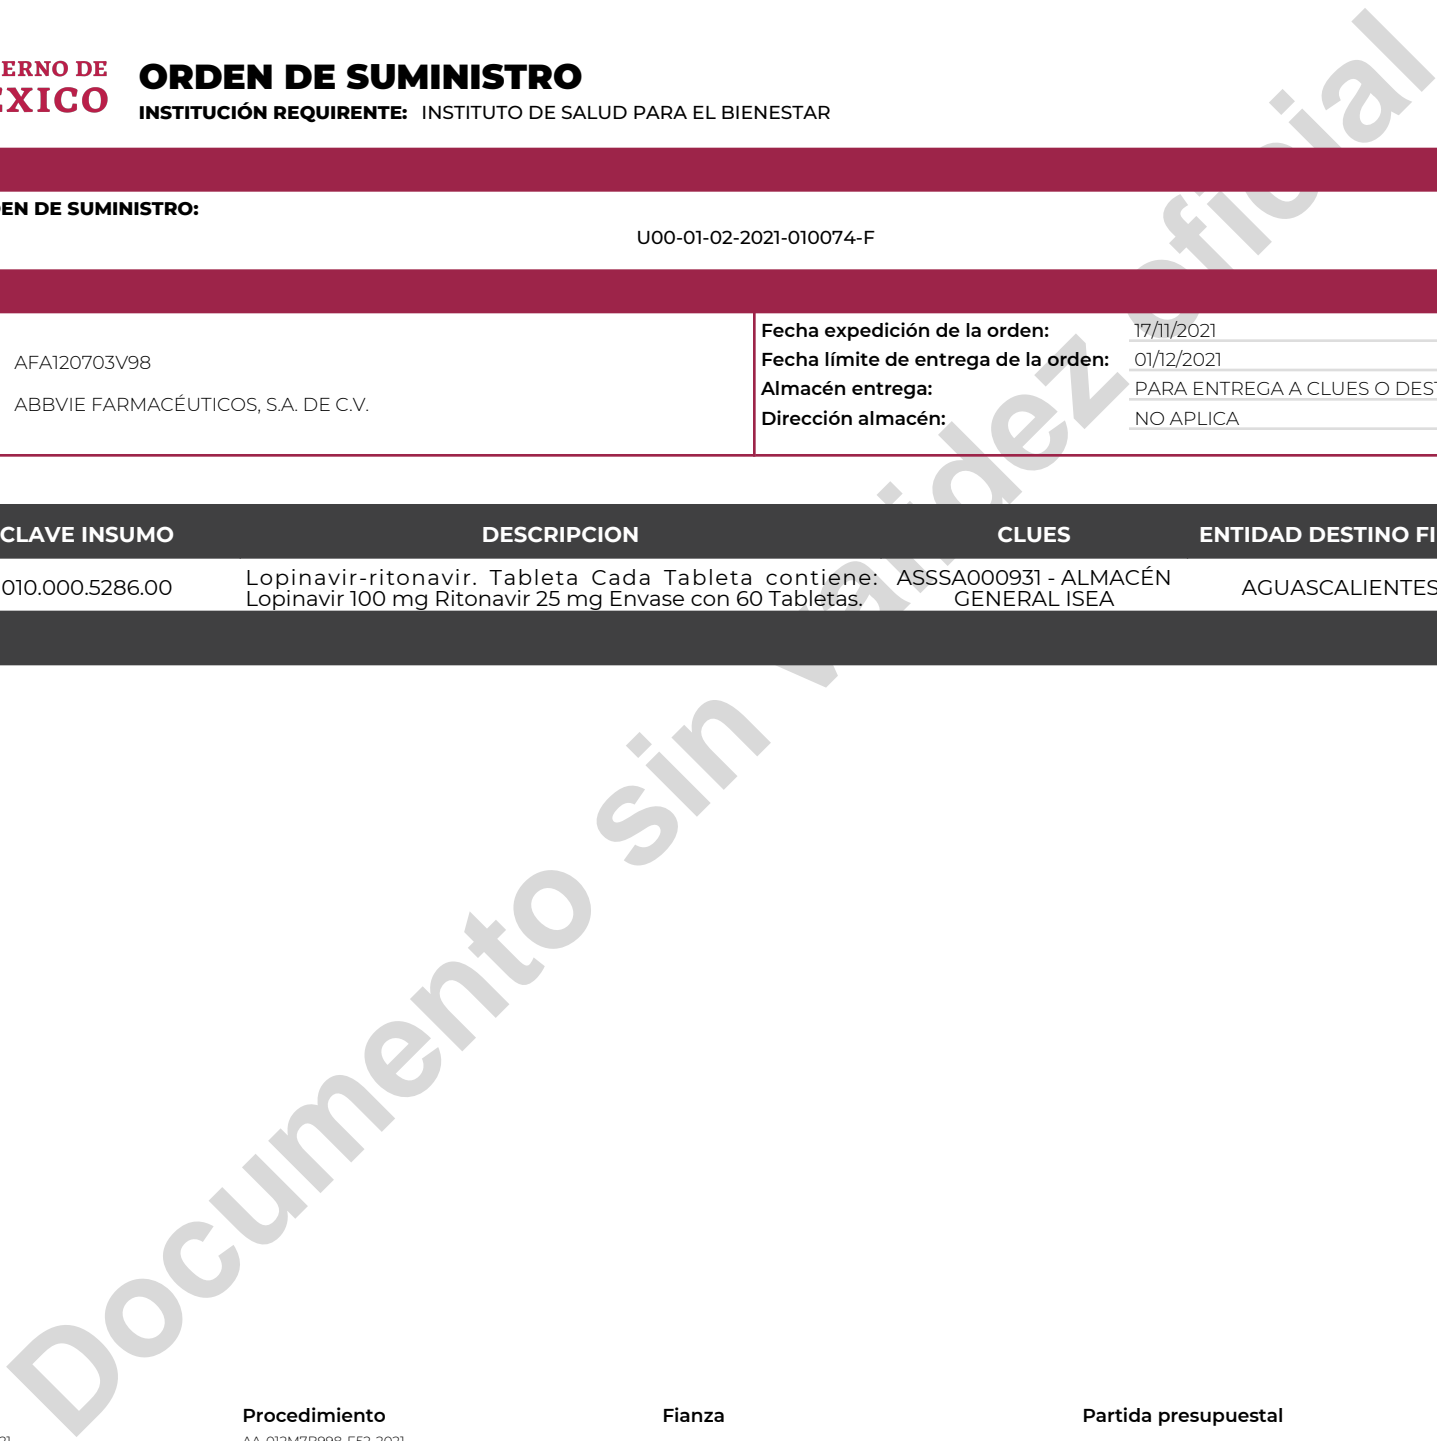 ERNO DE
EXICO
ORDEN DE SUMINISTRO
INSTITUCIÓN REQUIRENTE: INSTITUTO DE SALUD PARA EL BIENESTAR
EN DE SUMINISTRO:
U00-01-02-2021-010074-F
AFA120703V98
ABBVIE FARMACÉUTICOS, S.A. DE C.V.
Fecha expedición de la orden: 17/11/2021
Fecha límite de entrega de la orden: 01/12/2021
Almacén entrega: PARA ENTREGA A CLUES O DEST
Dirección almacén: NO APLICA
CLAVE INSUMO DESCRIPCION CLUES ENTIDAD DESTINO FI
010.000.5286.00 Lopinavir-ritonavir. Tableta Cada Tableta contiene: ASSSA000931 - ALMACÉN AGUASCALIENTES
Lopinavir 100 mg Ritonavir 25 mg Envase con 60 Tabletas. GENERAL ISEA
Documento sin validez oficial
Procedimiento Fianza Partida presupuestal